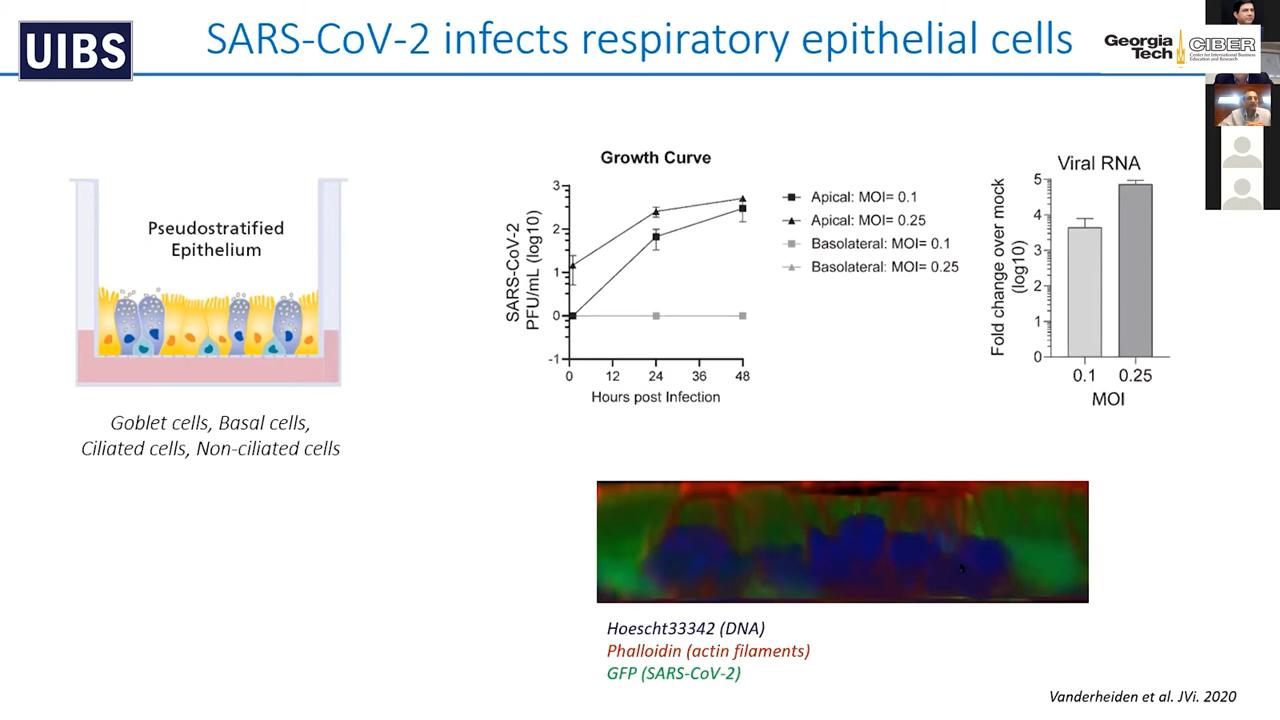 UIBS
SARS-CoV-2 infects respiratory epithelial cells
Georgia
Tech
CIBER
Center for International Business
Education and Research
Pseudostratified
Epithelium
Goblet cells, Basal cells,
Ciliated cells, Non-ciliated cells
Growth Curve
SARS-CoV-2
PFU/mL (log10)
3
2
1
0
-1
0 12 24 36 48
Hours post Infection
Apical: MOI= 0.1
Apical: MOI= 0.25
Basolateral: MOI= 0.1
Basolateral: MOI= 0.25
Viral RNA
Fold change over mock
(log10)
5
4
3
2
1
0
0.1 0.25
MOI
Hoescht33342 (DNA)
Phalloidin (actin filaments)
GFP (SARS-CoV-2)
Vanderheiden et al. JVi. 2020